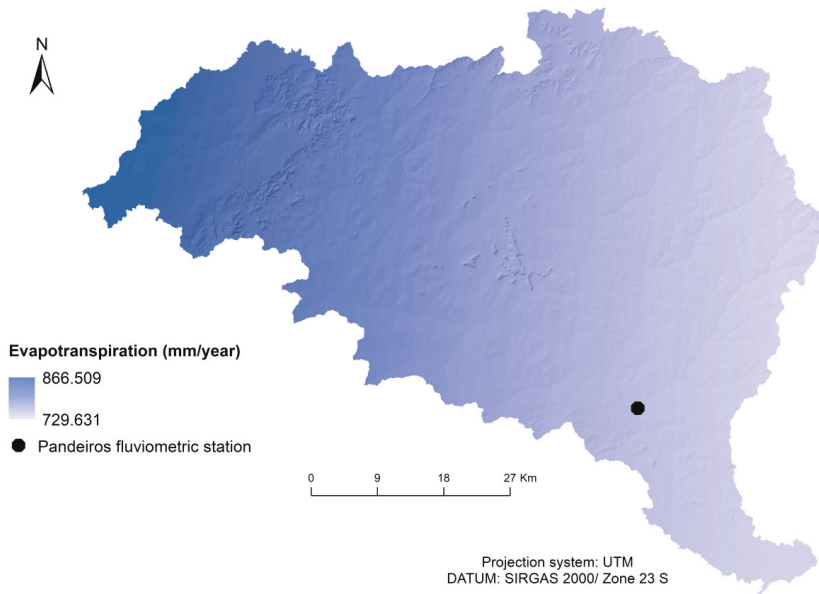 N
Evapotranspiration (mm/year)
866.509
729.631
Pandeiros fluviometric station
0 9 18 27 Km
Projection system: UTM
DATUM: SIRGAS 2000/ Zone 23 S